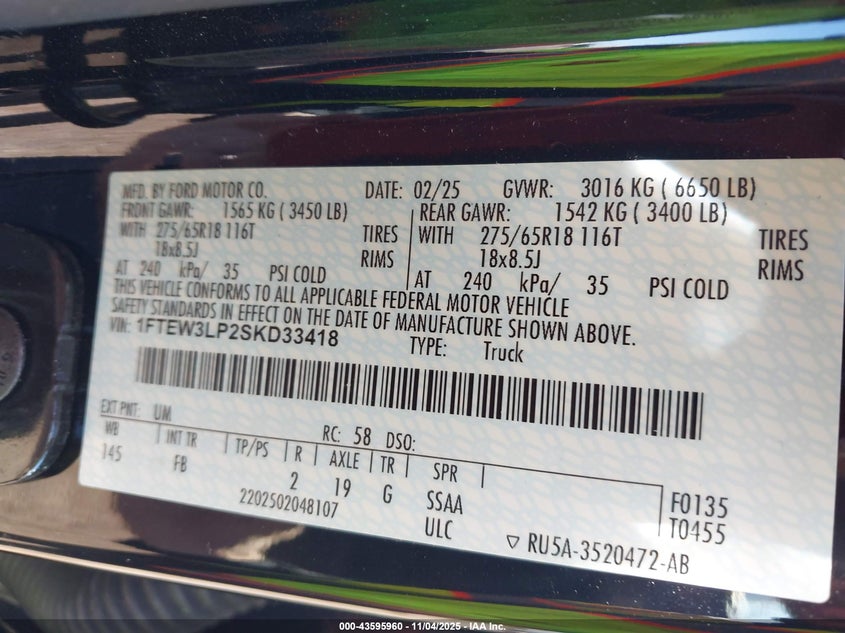 MFD. BY FORD MOTOR CO. DATE: 02/25 GVWR: 3016 KG ( 6650 LB)
FRONT GAWR: 1565 KG ( 3450 LB) REAR GAWR: 1542 KG ( 3400 LB)
WITH 275/65R18 116T TIRES WITH 275/65R18 116T TIRES
18x8.5J RIMS 18x8.5J RIMS
AT 240 kPa/ 35 PSI COLD AT 240 kPa/ 35 PSI COLD
THIS VEHICLE CONFORMS TO ALL APPLICABLE FEDERAL MOTOR VEHICLE
SAFETY STANDARDS IN EFFECT ON THE DATE OF MANUFACTURE SHOWN ABOVE.
VIN: 1FTEW3LP2SKD33418 TYPE: Truck
EXT PNT: UM RC: 58 DSO:
WB INT TR TP/PS R AXLE TR SPR
145 FB 2 19 G SSAA F0135
2202502048107 ULC T0455
RU5A-3520472-AB
000-43595960 - 11/04/2025 - IAA Inc.